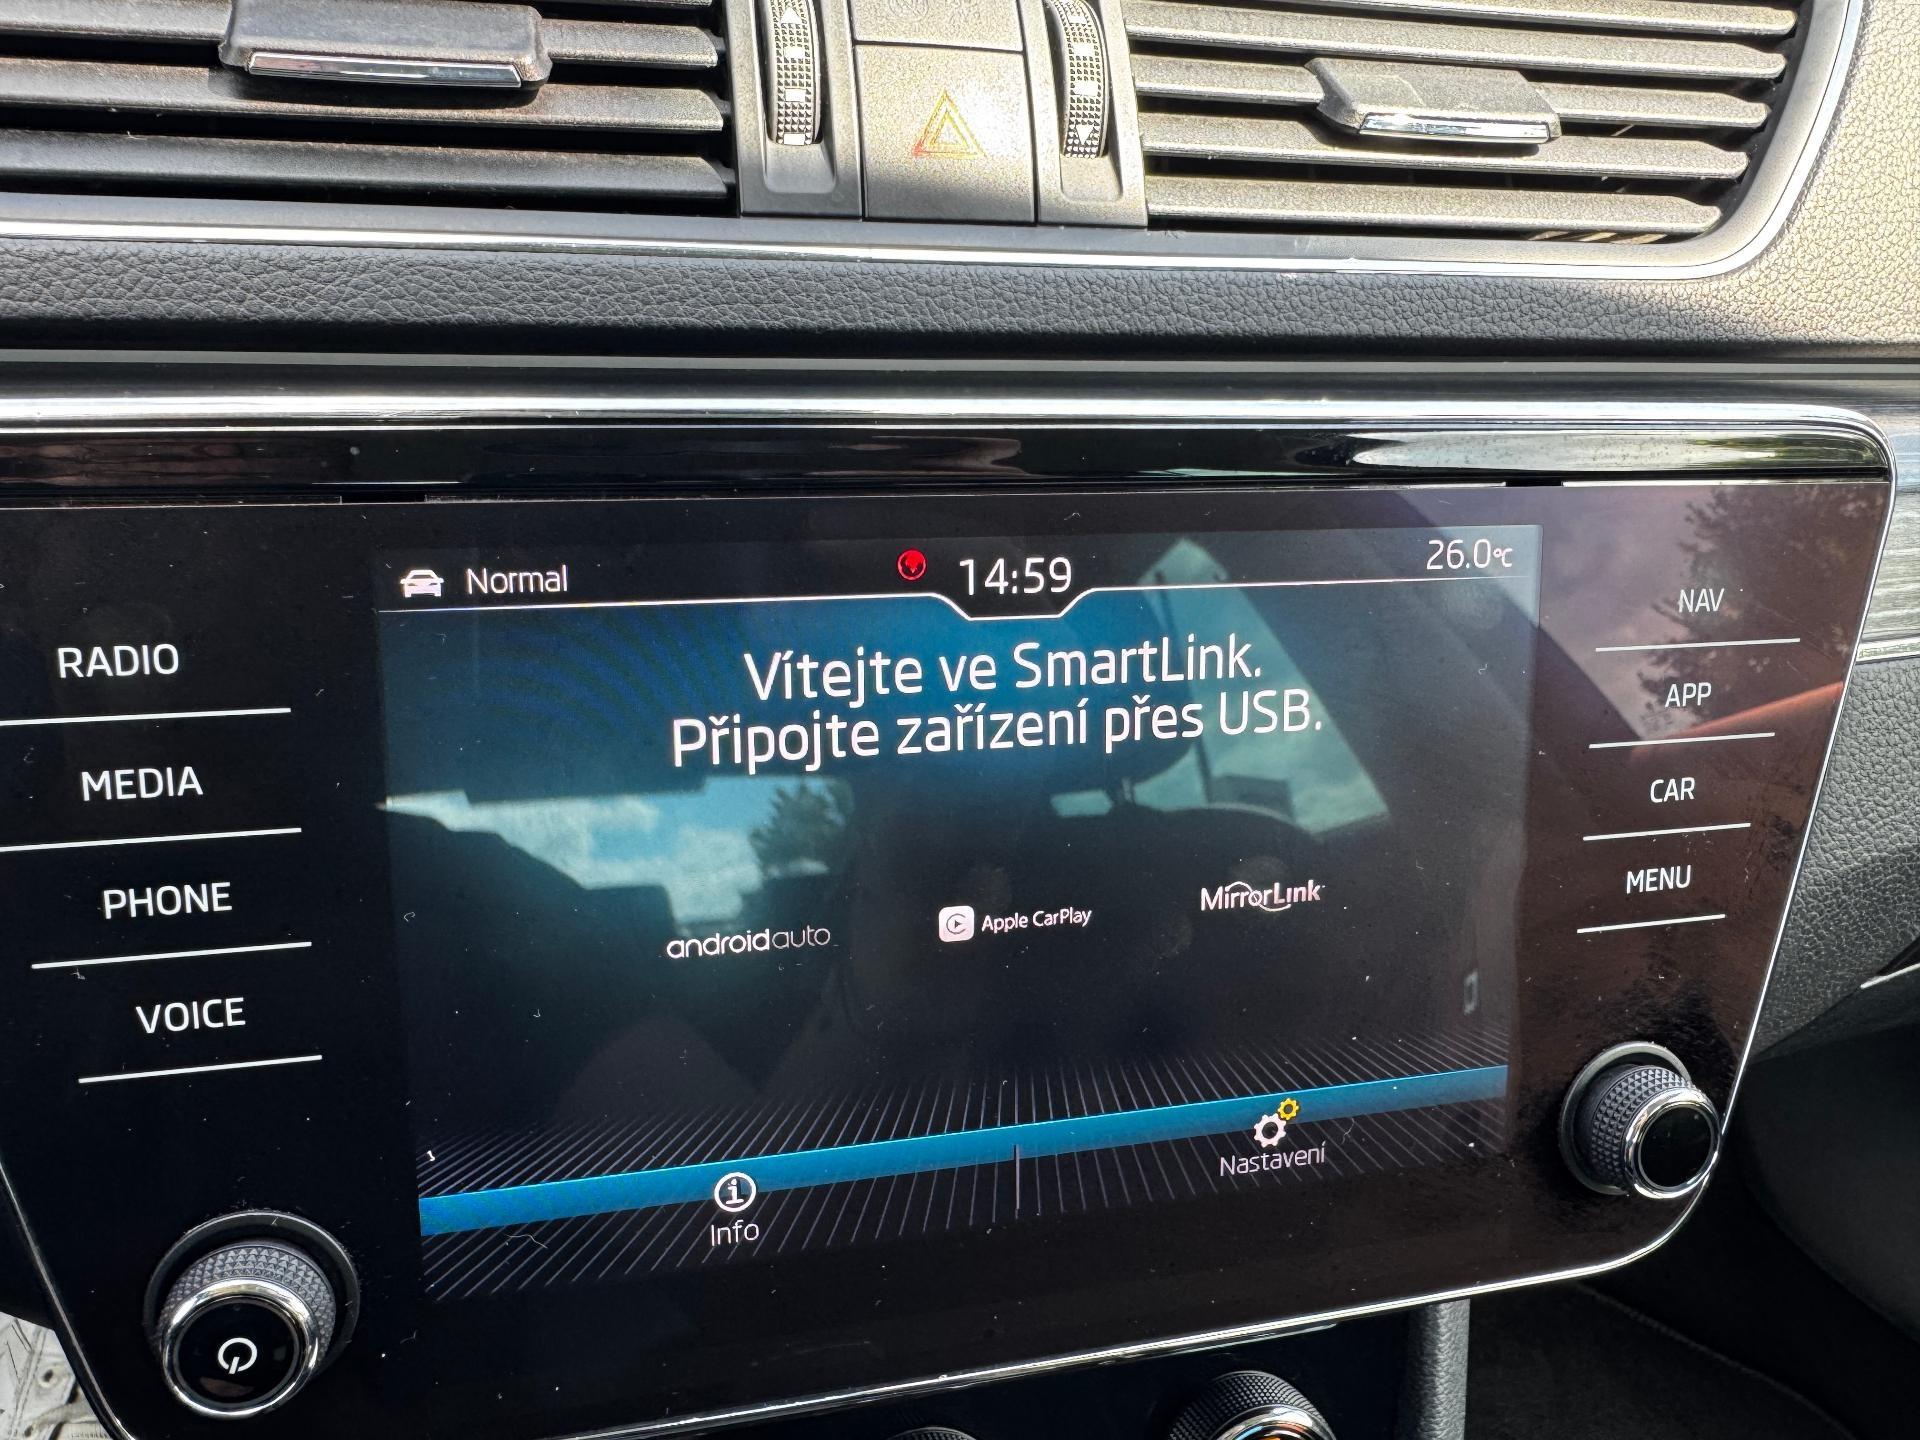 Normal
14:59
26.0°C
Vítejte ve SmartLink.
Připojte zařízení přes USB.
androidauto
Apple CarPlay
MirrorLink
Info
Nastavení
RADIO
MEDIA
PHONE
VOICE
NAV
APP
CAR
MENU